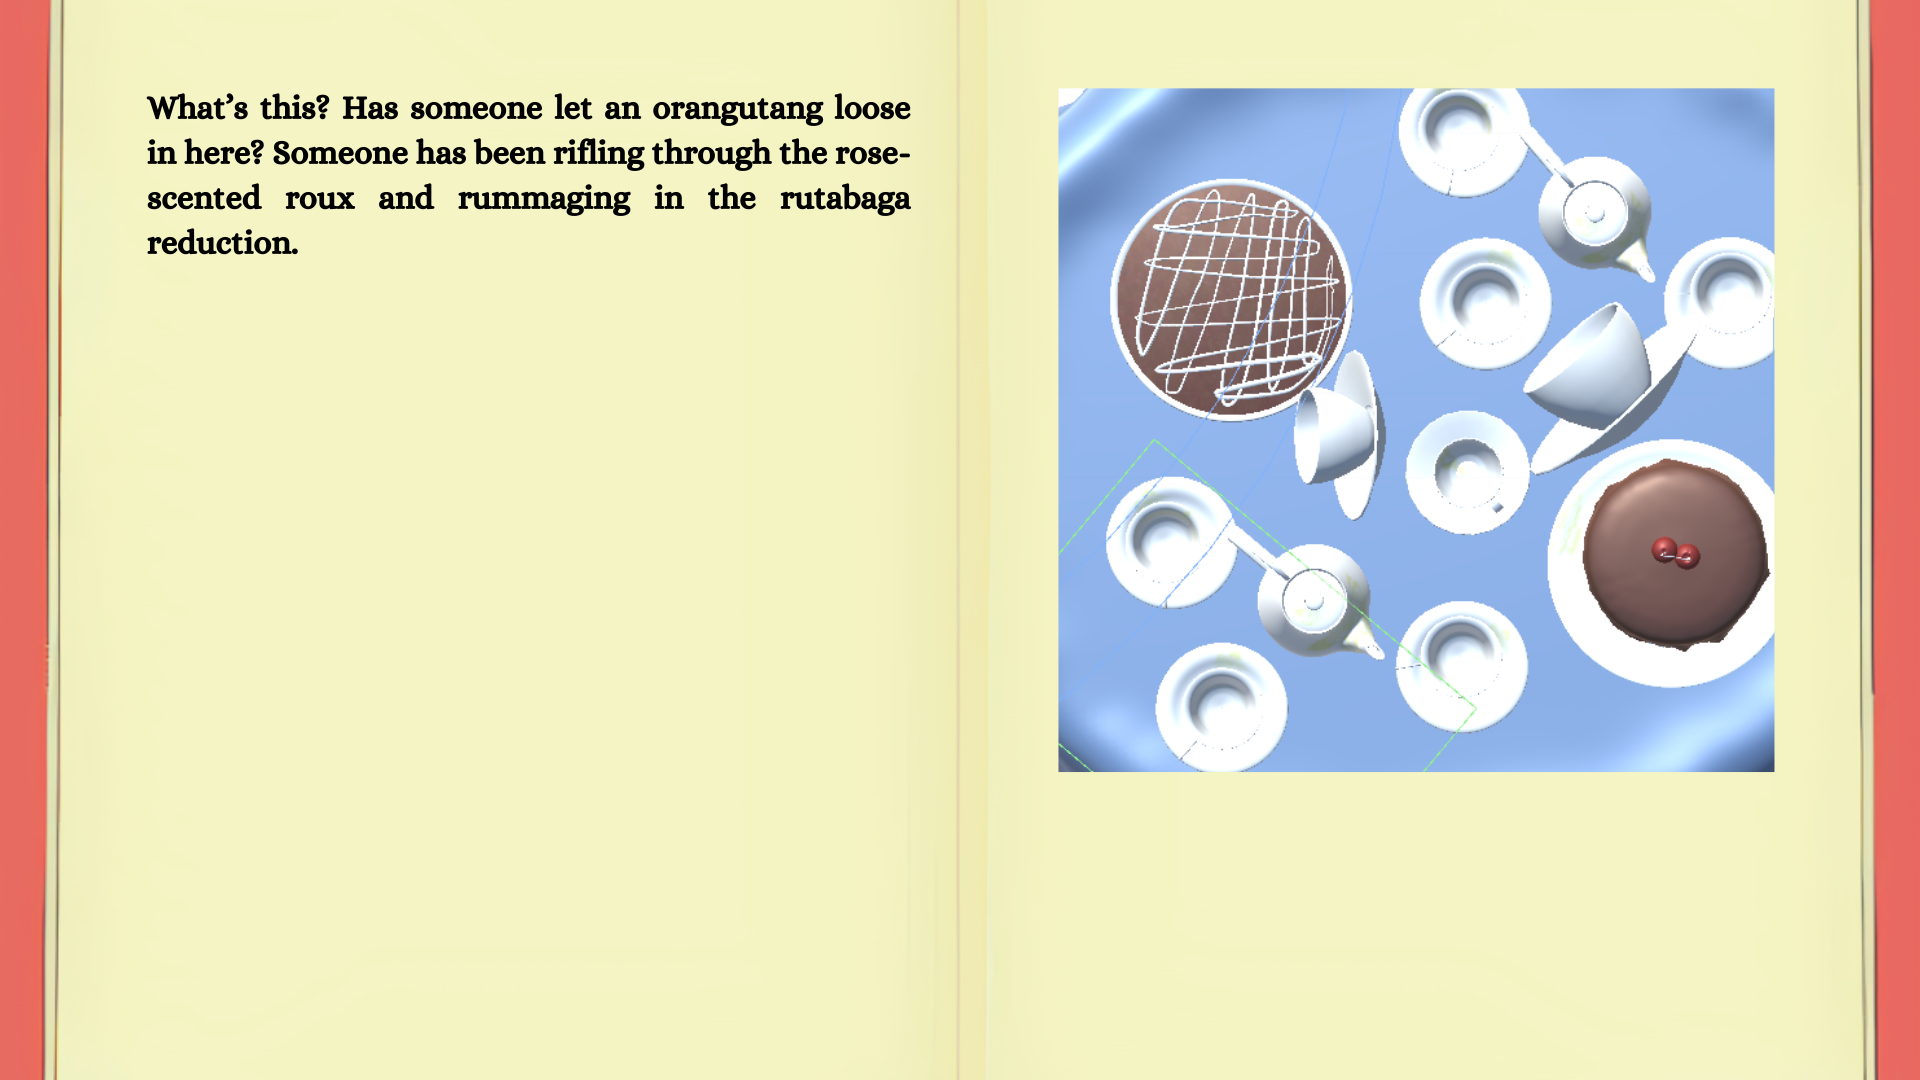 What’s this? Has someone let an orangutang loose
in here? Someone has been rifling through the rose-
scented roux and rummaging in the rutabaga
reduction.